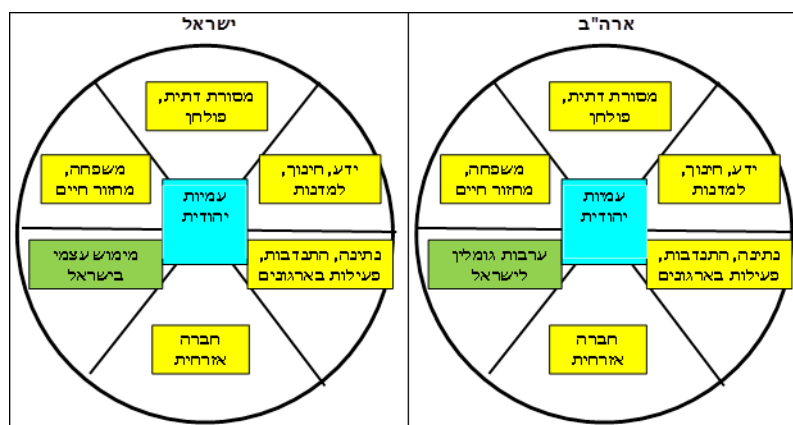 ארה"ב
מסורת דתית,
פולחן
ידע, חינוך,
למדנות
משפחה,
מחזור חיים
עמיות
יהודית
נתינה, התנדבות,
פעילות בארגונים
ערבות גומלין
לישראל
חברה
אזרחית
ישראל
מסורת דתית,
פולחן
ידע, חינוך,
למדנות
משפחה,
מחזור חיים
עמיות
יהודית
נתינה, התנדבות,
פעילות בארגונים
מימוש עצמי
בישראל
חברה
אזרחית